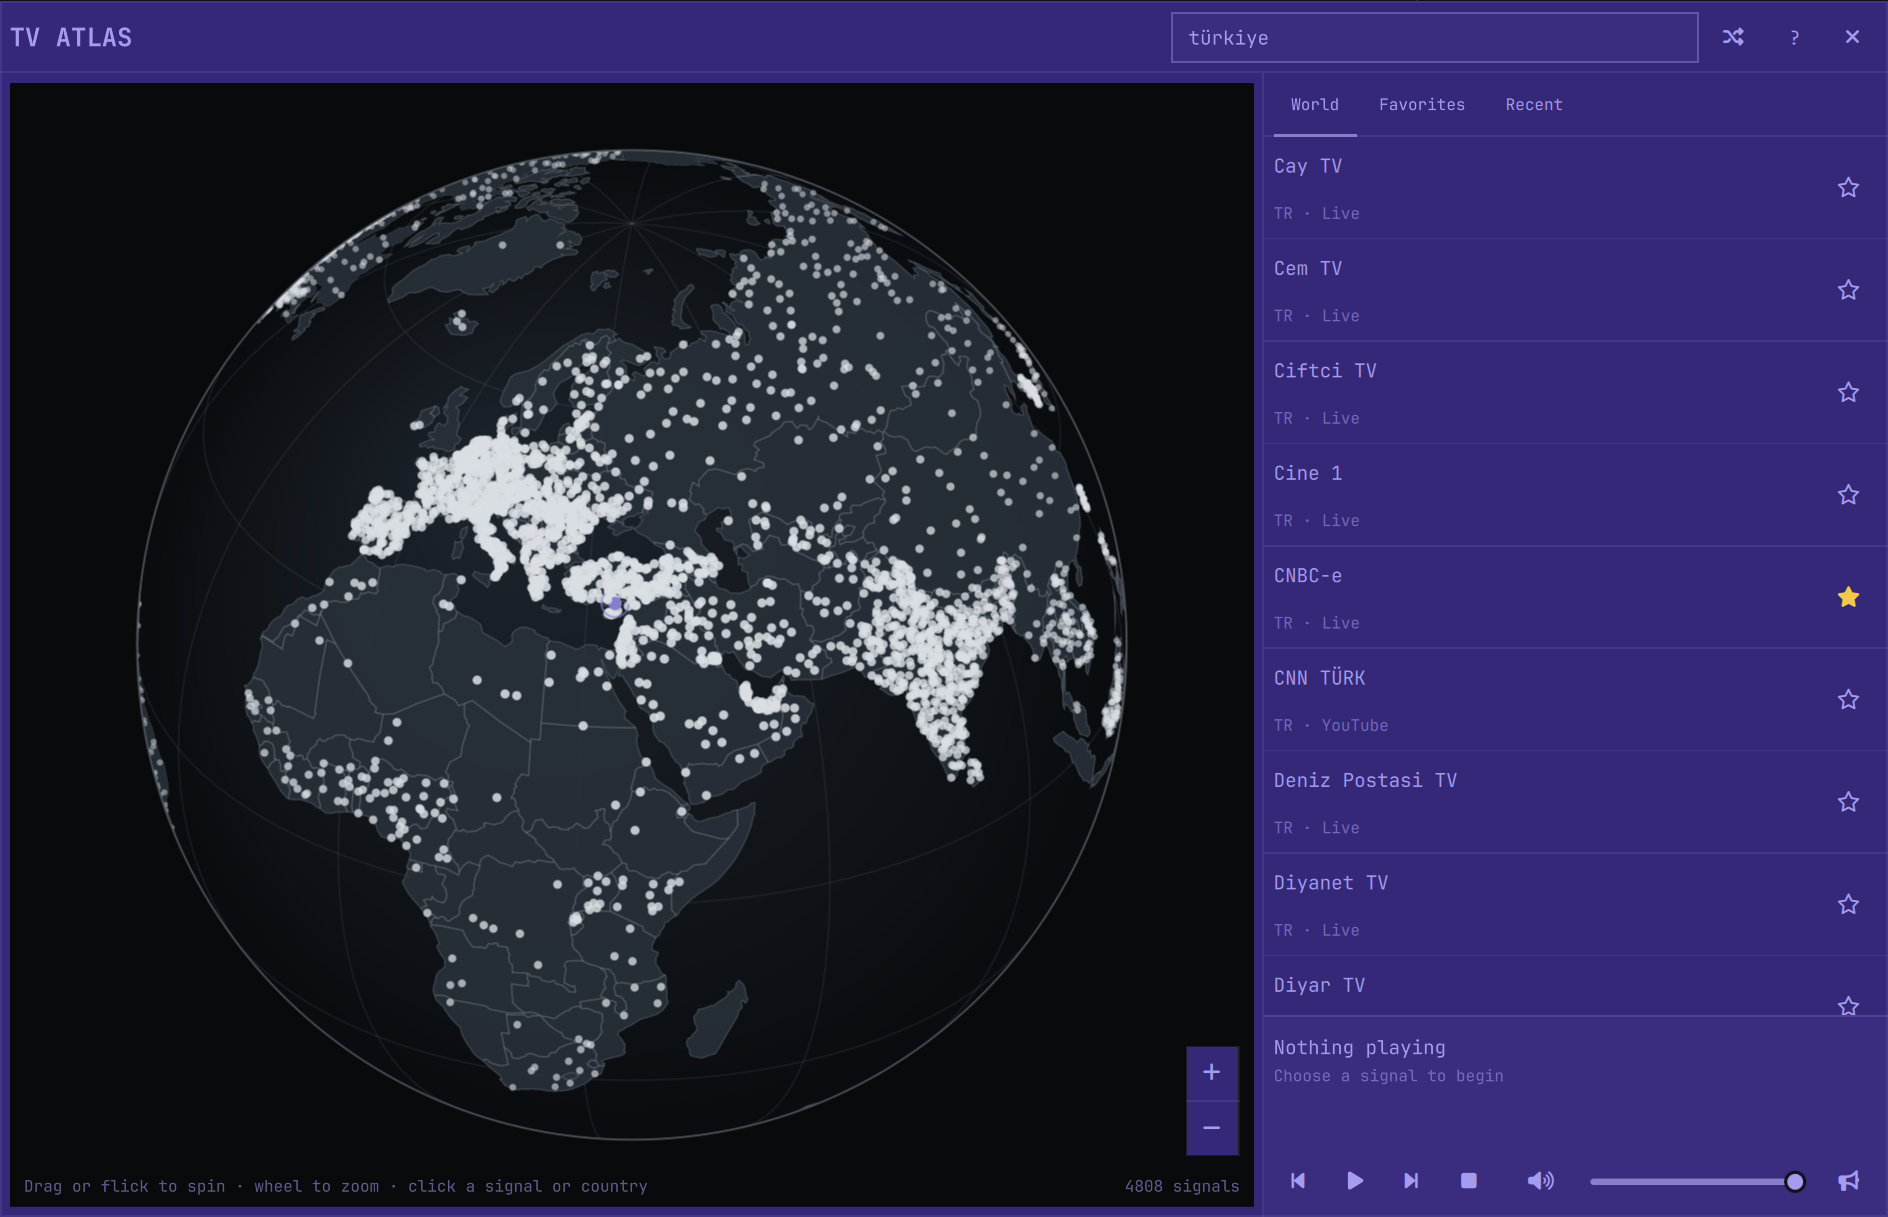 TV ATLAS
türkiye
?
World Favorites Recent
Cay TV
TR · Live
Cem TV
TR · Live
Ciftci TV
TR · Live
Cine 1
TR · Live
CNBC-e
TR · Live
CNN TÜRK
TR · YouTube
Deniz Postasi TV
TR · Live
Diyanet TV
TR · Live
Diyar TV
Nothing playing
Choose a signal to begin
Drag or flick to spin · wheel to zoom · click a signal or country
4808 signals